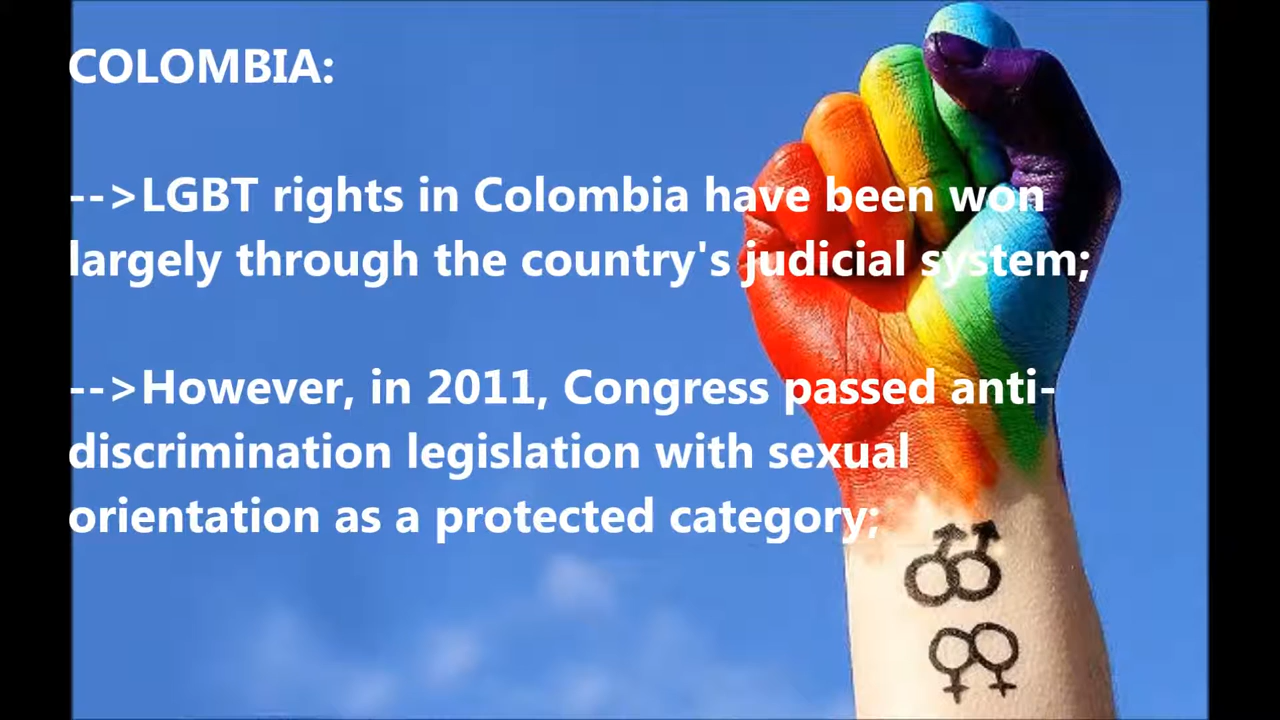 COLOMBIA:
-->LGBT rights in Colombia have been won
largely through the country's judicial system;
-->However, in 2011, Congress passed anti-
discrimination legislation with sexual
orientation as a protected category;